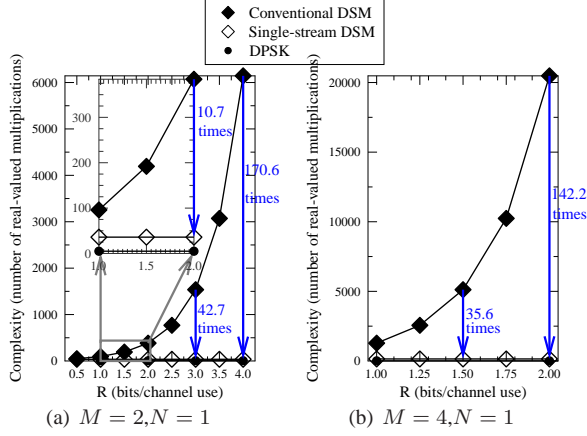 Conventional DSM
Single-stream DSM
DPSK
Complexity (number of real-valued multiplications)
6000
5000
4000
3000
2000
1000
0
0.5 1.0 1.5 2.0 2.5 3.0 3.5 4.0
R (bits/channel use)
400
300
200
100
0
1.0 1.5 2.0
10.7
times
170.6
times
42.7
times
(a) M = 2,N = 1
Complexity (number of real-valued multiplications)
20000
15000
10000
5000
0
1.00 1.25 1.50 1.75 2.00
R (bits/channel use)
142.2
times
35.6
times
(b) M = 4,N = 1